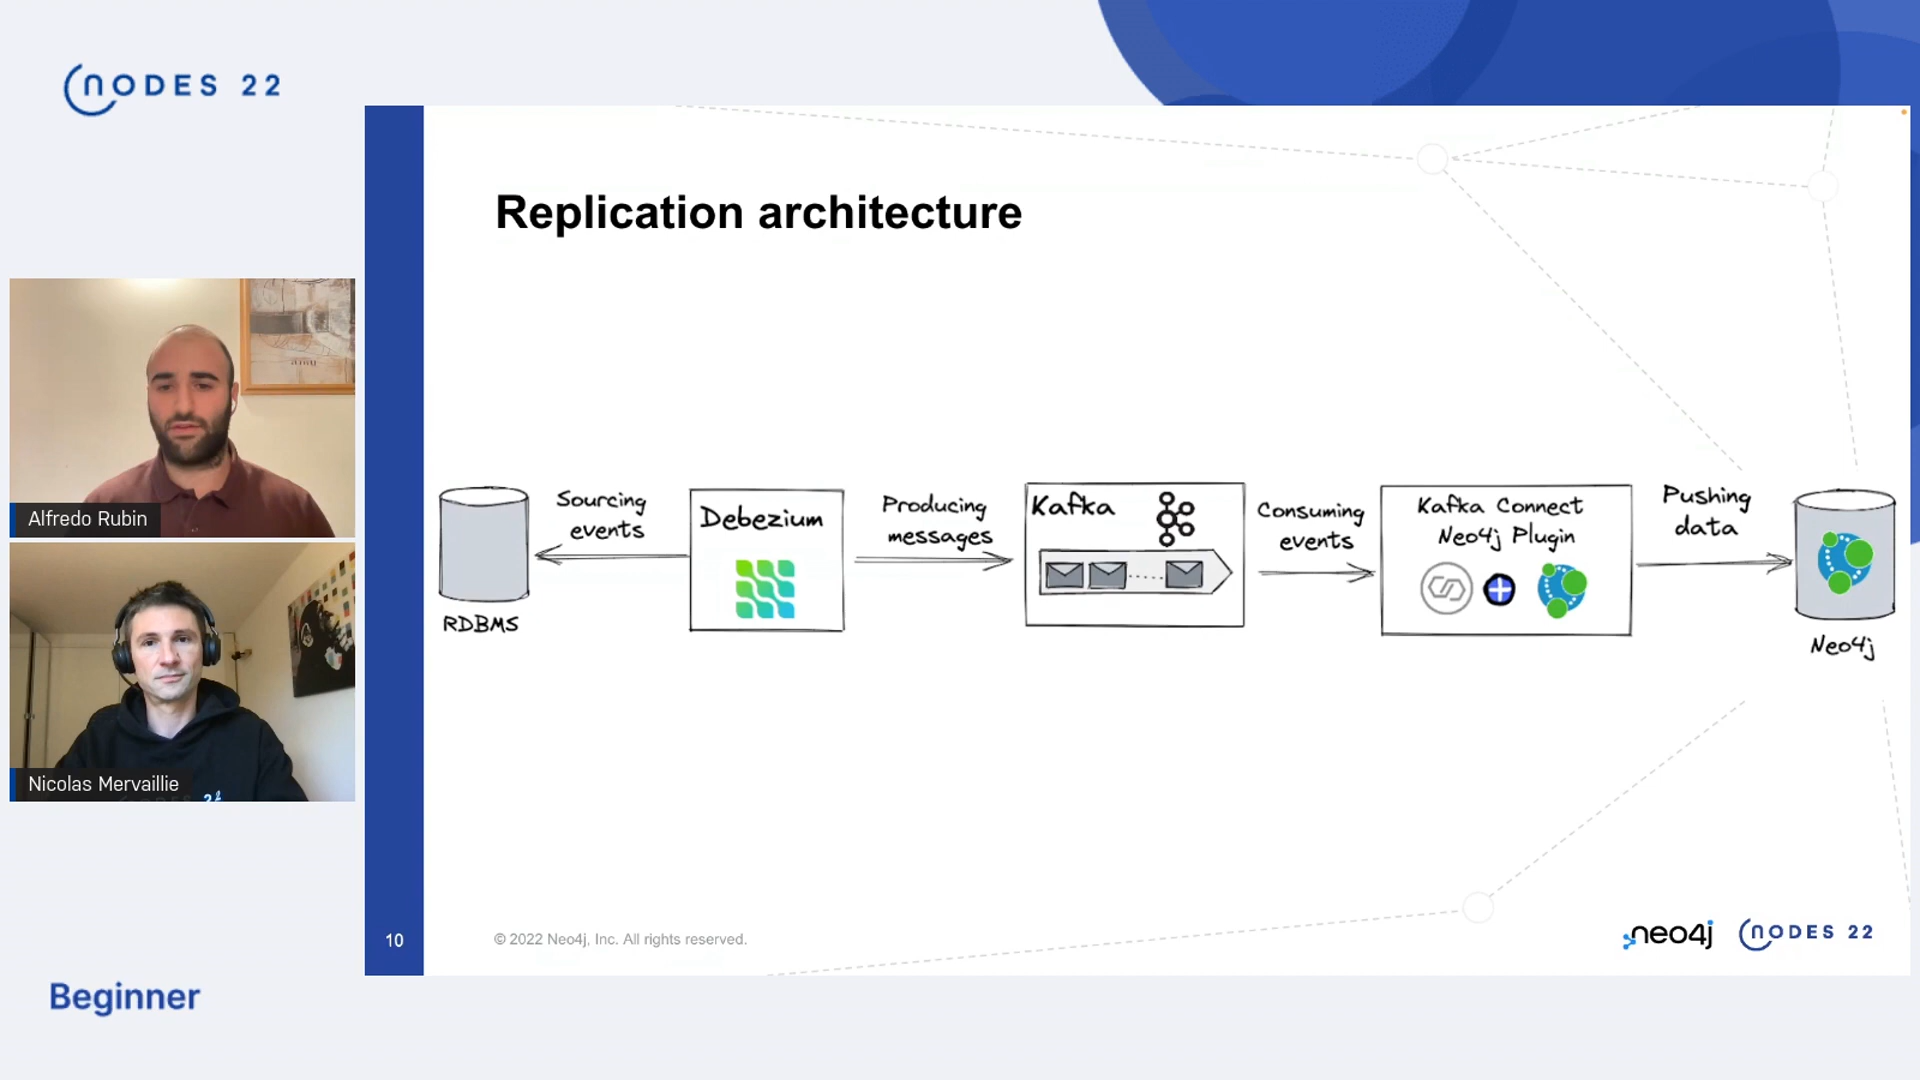 NODES 22
Replication architecture
Alfredo Rubin
Nicolas Mervaillie
Sourcing
events
RDBMS
Debezium
Producing
messages
Kafka
Consuming
events
Kafka Connect
Neo4j Plugin
Pushing
data
Neo4j
10
© 2022 Neo4j, Inc. All rights reserved.
neo4j
NODES 22
Beginner